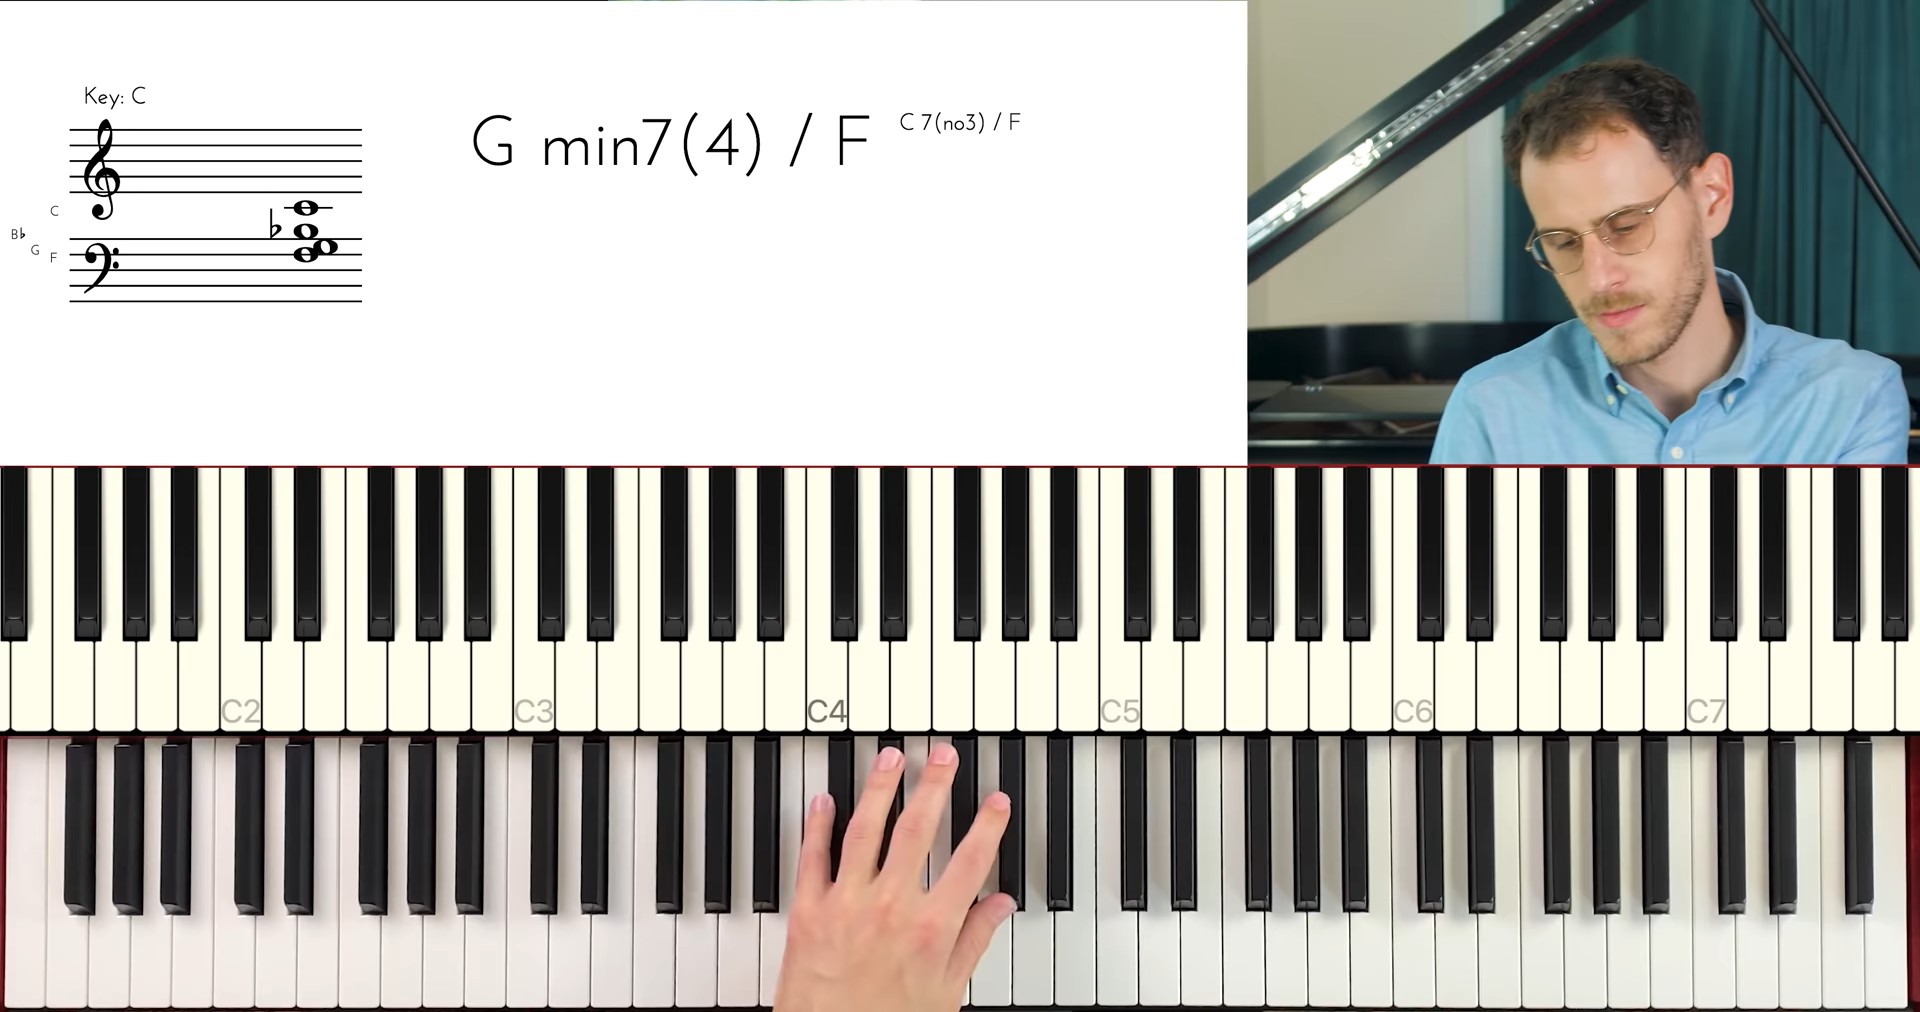 Key: C
G min7(4) / F
C 7(no3) / F
C
B♭
G
F
C2
C3
C4
C5
C6
C7